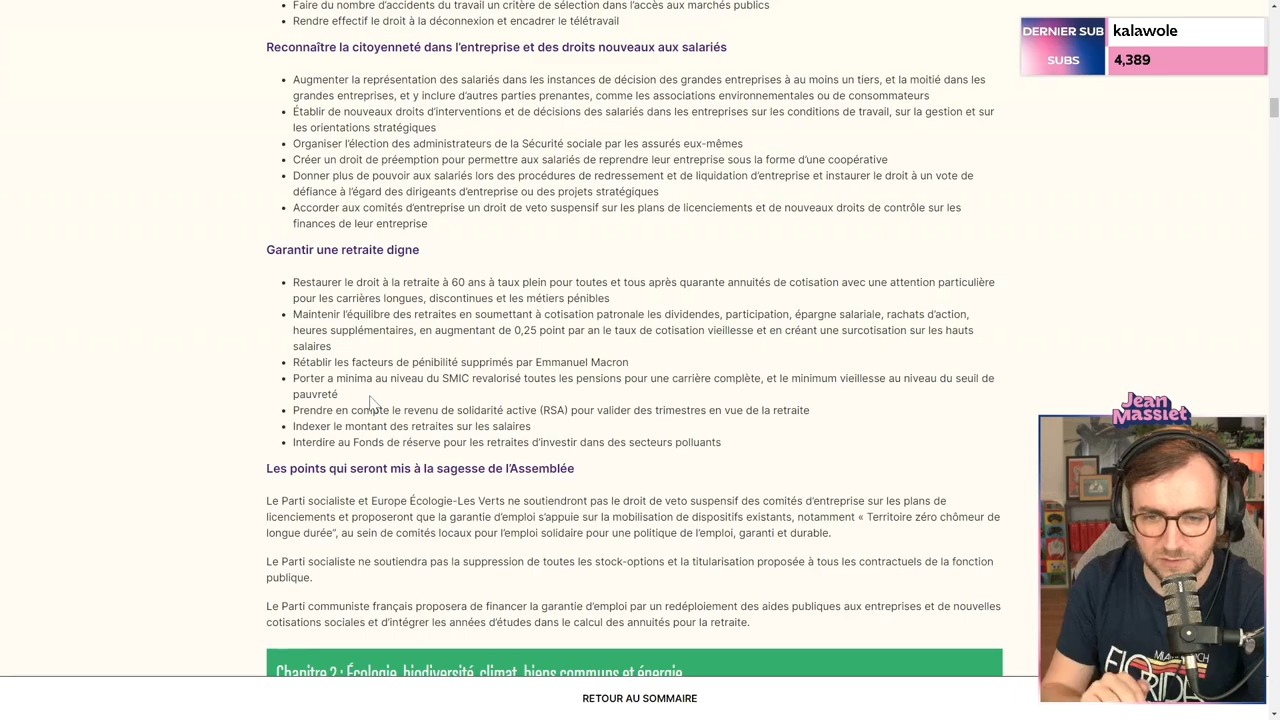 Faire du nombre d’accidents du travail un critère de sélection dans l’accès aux marchés publics
Rendre effectif le droit à la déconnexion et encadrer le télétravail
Reconnaître la citoyenneté dans l’entreprise et des droits nouveaux aux salariés
Augmenter la représentation des salariés dans les instances de décision des grandes entreprises à au moins un tiers, et la moitié dans les
grandes entreprises, et y inclure d’autres parties prenantes, comme les associations environnementales ou de consommateurs
Établir de nouveaux droits d’interventions et de décisions des salariés dans les entreprises sur les conditions de travail, sur la gestion et sur
les orientations stratégiques
Organiser l’élection des administrateurs de la Sécurité sociale par les assurés eux-mêmes
Créer un droit de préemption pour permettre aux salariés de reprendre leur entreprise sous la forme d’une coopérative
Donner plus de pouvoir aux salariés lors des procédures de redressement et de liquidation d’entreprise et instaurer le droit à un vote de
défiance à l’égard des dirigeants d’entreprise ou des projets stratégiques
Accorder aux comités d’entreprise un droit de veto suspensif sur les plans de licenciements et de nouveaux droits de contrôle sur les
finances de leur entreprise
Garantir une retraite digne
Restaurer le droit à la retraite à 60 ans à taux plein pour toutes et tous après quarante annuités de cotisation avec une attention particulière
pour les carrières longues, discontinues et les métiers pénibles
Maintenir l’équilibre des retraites en soumettant à cotisation patronale les dividendes, participation, épargne salariale, rachats d’action,
heures supplémentaires, en augmentant de 0,25 point par an le taux de cotisation vieillesse et en créant une surcotisation sur les hauts
salaires
Rétablir les facteurs de pénibilité supprimés par Emmanuel Macron
Porter a minima au niveau du SMIC revalorisé toutes les pensions pour une carrière complète, et le minimum vieillesse au niveau du seuil de
pauvreté
Prendre en compte le revenu de solidarité active (RSA) pour valider des trimestres en vue de la retraite
Indexer le montant des retraites sur les salaires
Interdire au Fonds de réserve pour les retraites d’investir dans des secteurs polluants
Les points qui seront mis à la sagesse de l’Assemblée
Le Parti socialiste et Europe Écologie-Les Verts ne soutiendront pas le droit de veto suspensif des comités d’entreprise sur les plans de
licenciements et proposeront que la garantie d’emploi s’appuie sur la mobilisation de dispositifs existants, notamment « Territoire zéro chômeur de
longue durée”, au sein de comités locaux pour l’emploi solidaire pour une politique de l’emploi, garanti et durable.
Le Parti socialiste ne soutiendra pas la suppression de toutes les stock-options et la titularisation proposée à tous les contractuels de la fonction
publique.
Le Parti communiste français proposera de financer la garantie d’emploi par un redéploiement des aides publiques aux entreprises et de nouvelles
cotisations sociales et d’intégrer les années d’études dans le calcul des annuités pour la retraite.
Chapitre 2 : Écologie, biodiversité, climat, biens communs et énergie
RETOUR AU SOMMAIRE
DERNIER SUB
kalawole
SUBS
4,389
Jean
Massiet